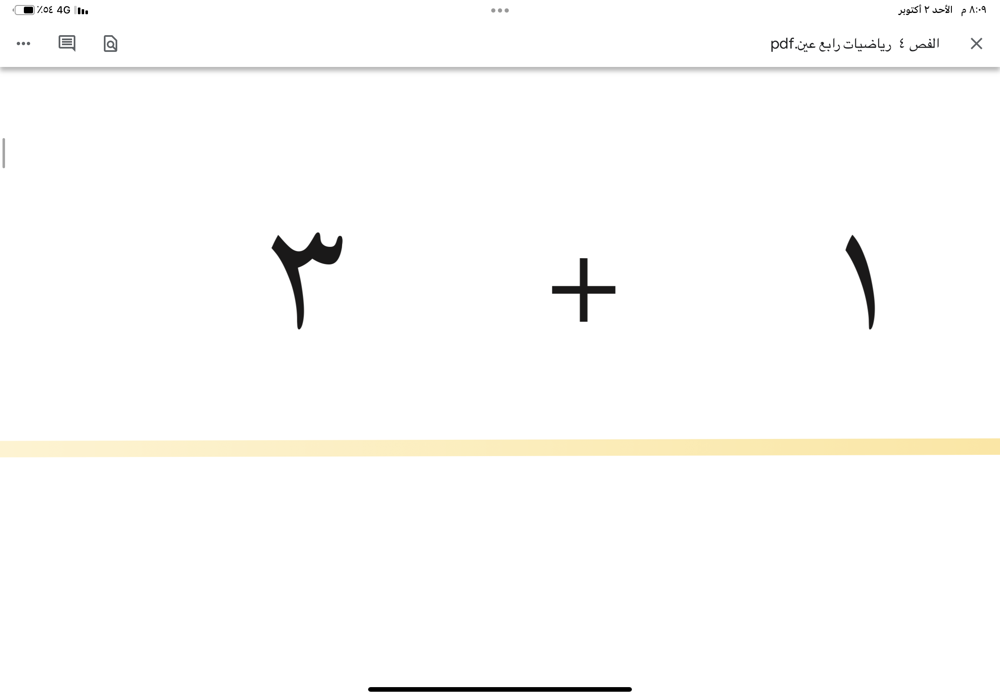 ٨:٠٩ م الأحد ٢ أكتوبر
4G ٥٤٪
الفص ٤ رياضيات رابع عين.pdf
١ + ٣